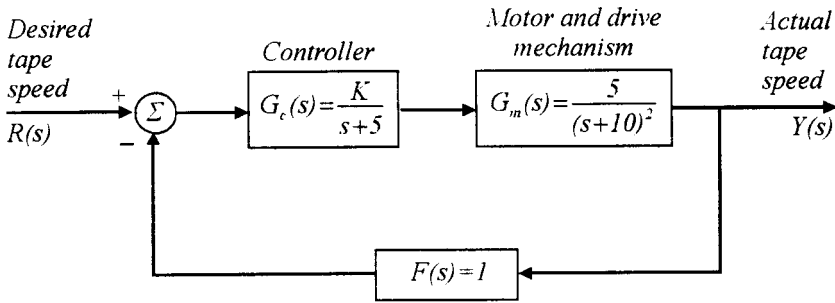 Desired
tape
speed
Controller
Motor and drive
mechanism
Actual
tape
speed
+
Σ
−
R(s)
G_c(s)=K/(s+5)
G_m(s)=5/(s+10)²
Y(s)
F(s)=1